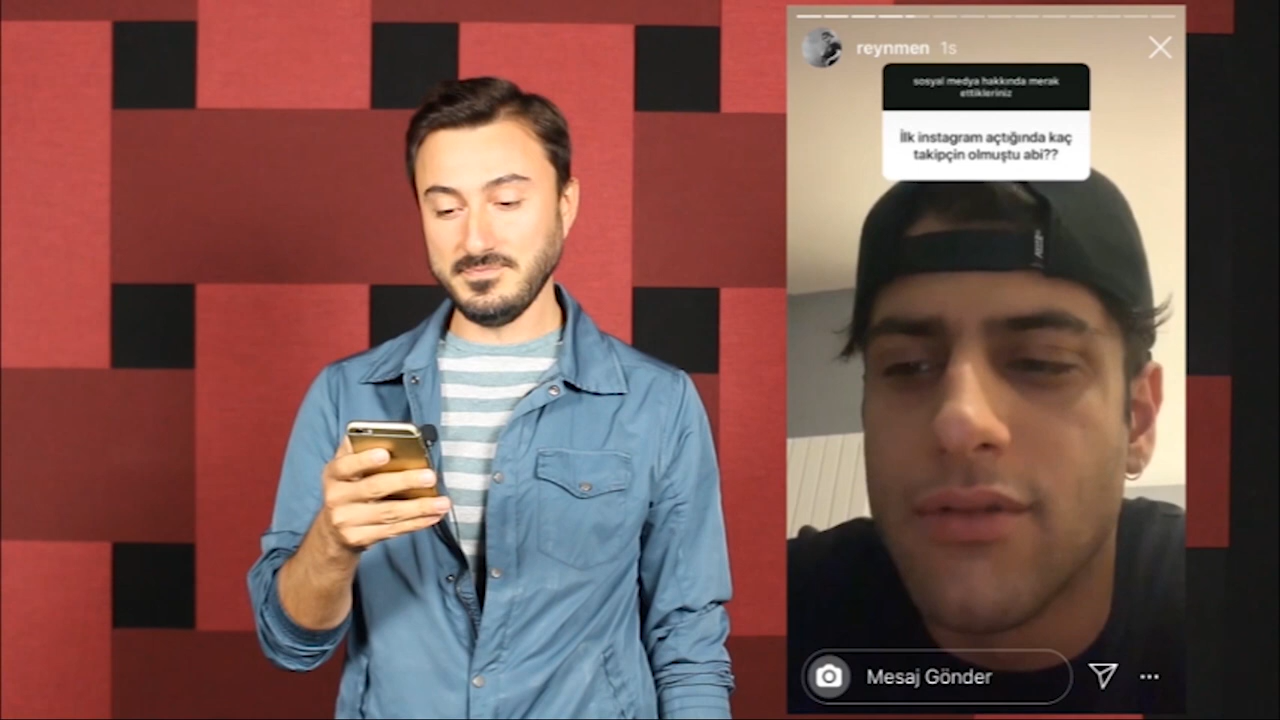 reynmen 1s
sosyal medya hakkında merak
ettikleriniz
İlk instagram açtığında kaç
takipçin olmuştu abi??
Mesaj Gönder